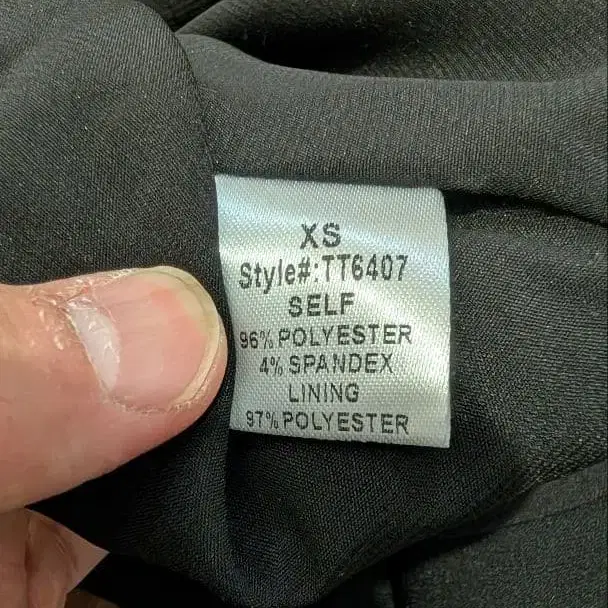 XS
Style#:TT6407
SELF
96% POLYESTER
4% SPANDEX
LINING
97% POLYESTER